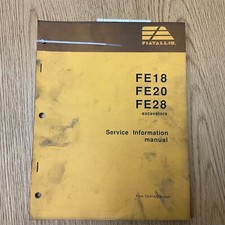 FIATALLIS
FE18
FE20
FE28
excavators
Service Information
manual